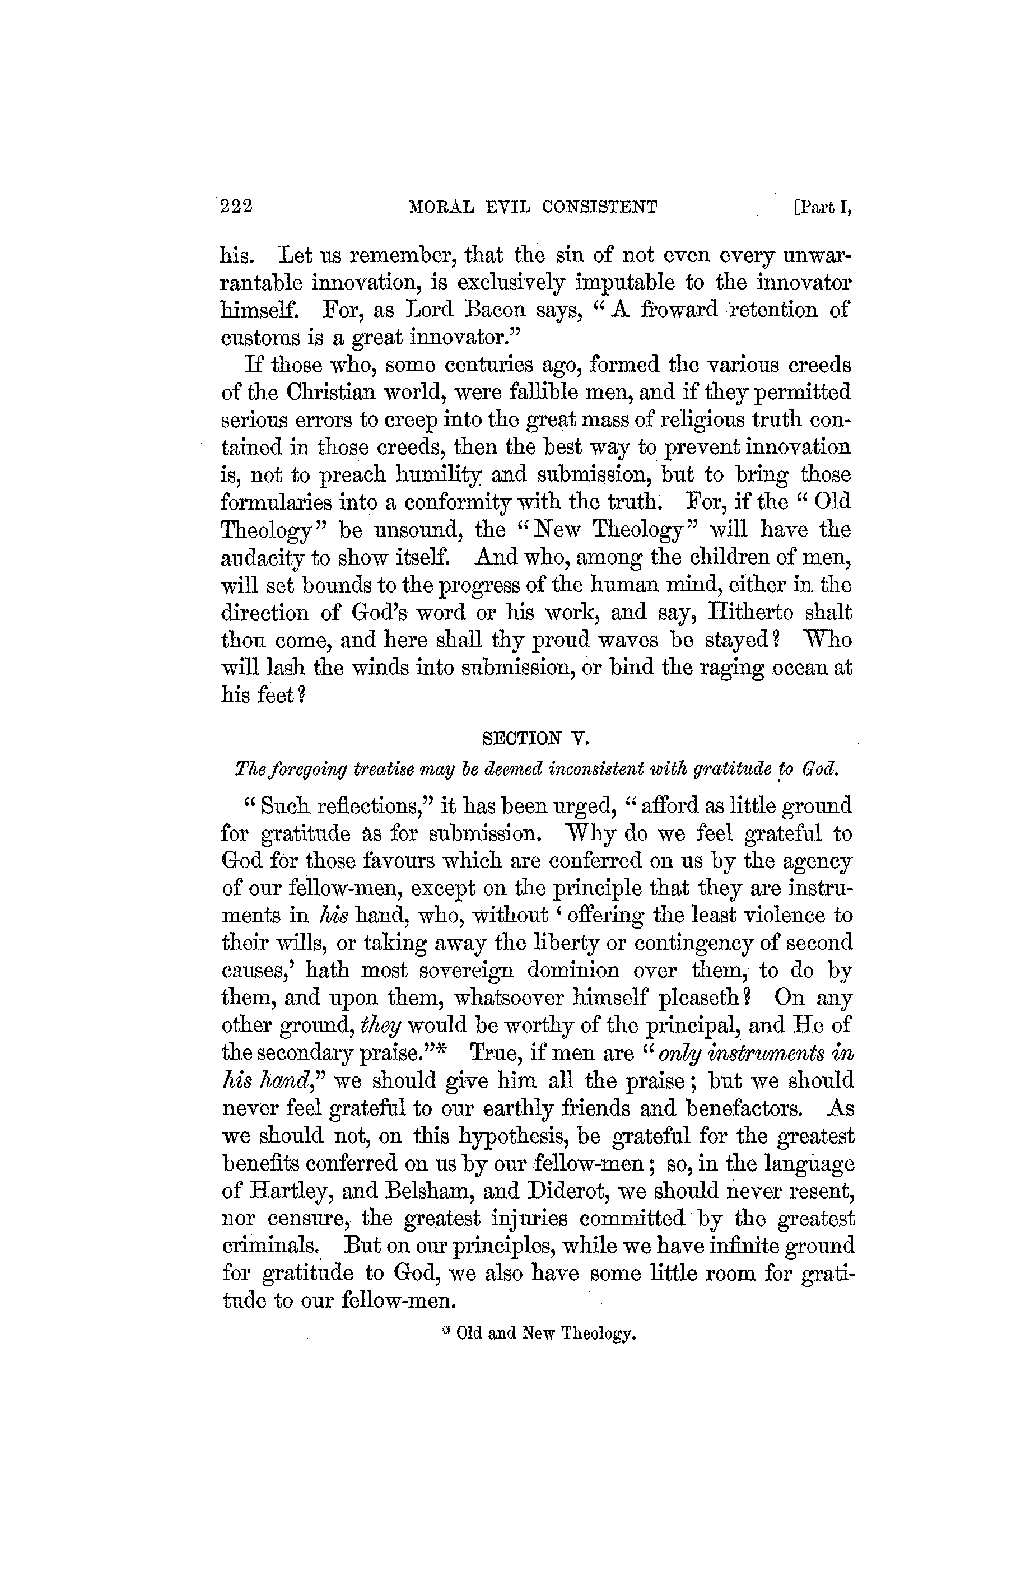 222 MORAL EVIL CONSISTENT [Part I,
his. Let us remember, that the sin of not even every unwar-
rantable innovation, is exclusively imputable to the innovator
himself. For, as Lord Bacon says, “ A froward retention of
customs is a great innovator.”
If those who, some centuries ago, formed the various creeds
of the Christian world, were fallible men, and if they permitted
serious errors to creep into the great mass of religious truth con-
tained in those creeds, then the best way to prevent innovation
is, not to preach humility and submission, but to bring those
formularies into a conformity with the truth. For, if the “ Old
Theology” be unsound, the “New Theology” will have the
audacity to show itself. And who, among the children of men,
will set bounds to the progress of the human mind, either in the
direction of God's word or his work, and say, Hitherto shalt
thou come, and here shall thy proud waves be stayed? Who
will lash the winds into submission, or bind the raging ocean at
his feet?
SECTION V.
The foregoing treatise may be deemed inconsistent with gratitude to God.
“ Such reflections,” it has been urged, “ afford as little ground
for gratitude as for submission. Why do we feel grateful to
God for those favours which are conferred on us by the agency
of our fellow-men, except on the principle that they are instru-
ments in his hand, who, without ‘ offering the least violence to
their wills, or taking away the liberty or contingency of second
causes,’ hath most sovereign dominion over them, to do by
them, and upon them, whatsoever himself pleaseth? On any
other ground, they would be worthy of the principal, and He of
the secondary praise.”* True, if men are “only instruments in
his hand,” we should give him all the praise; but we should
never feel grateful to our earthly friends and benefactors. As
we should not, on this hypothesis, be grateful for the greatest
benefits conferred on us by our fellow-men; so, in the language
of Hartley, and Belsham, and Diderot, we should never resent,
nor censure, the greatest injuries committed by the greatest
criminals. But on our principles, while we have infinite ground
for gratitude to God, we also have some little room for grati-
tude to our fellow-men.
* Old and New Theology.